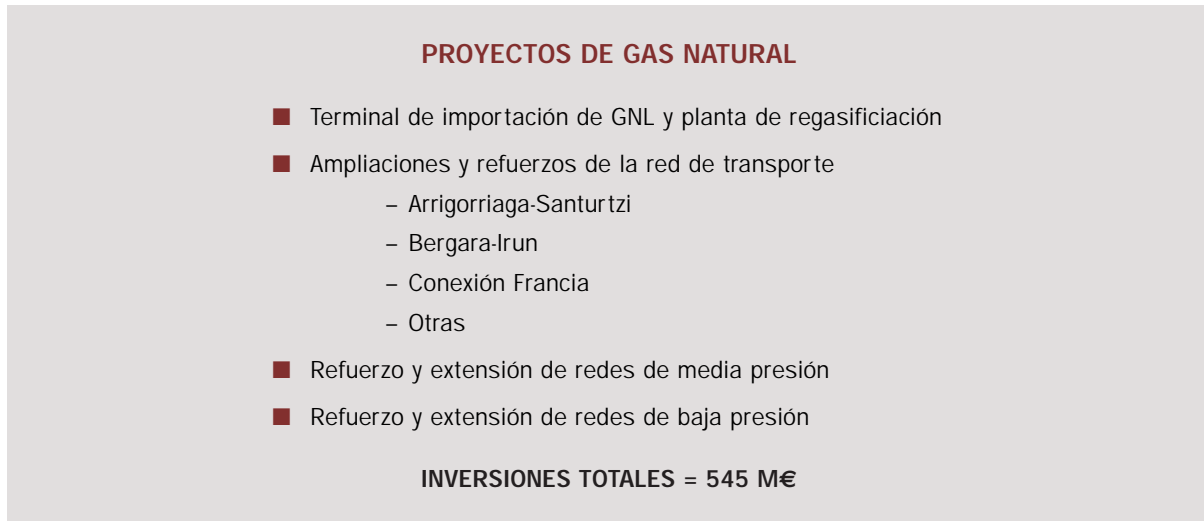 PROYECTOS DE GAS NATURAL
■ Terminal de importación de GNL y planta de regasificiación
■ Ampliaciones y refuerzos de la red de transporte
– Arrigorriaga-Santurtzi
– Bergara-Irun
– Conexión Francia
– Otras
■ Refuerzo y extensión de redes de media presión
■ Refuerzo y extensión de redes de baja presión
INVERSIONES TOTALES = 545 M€